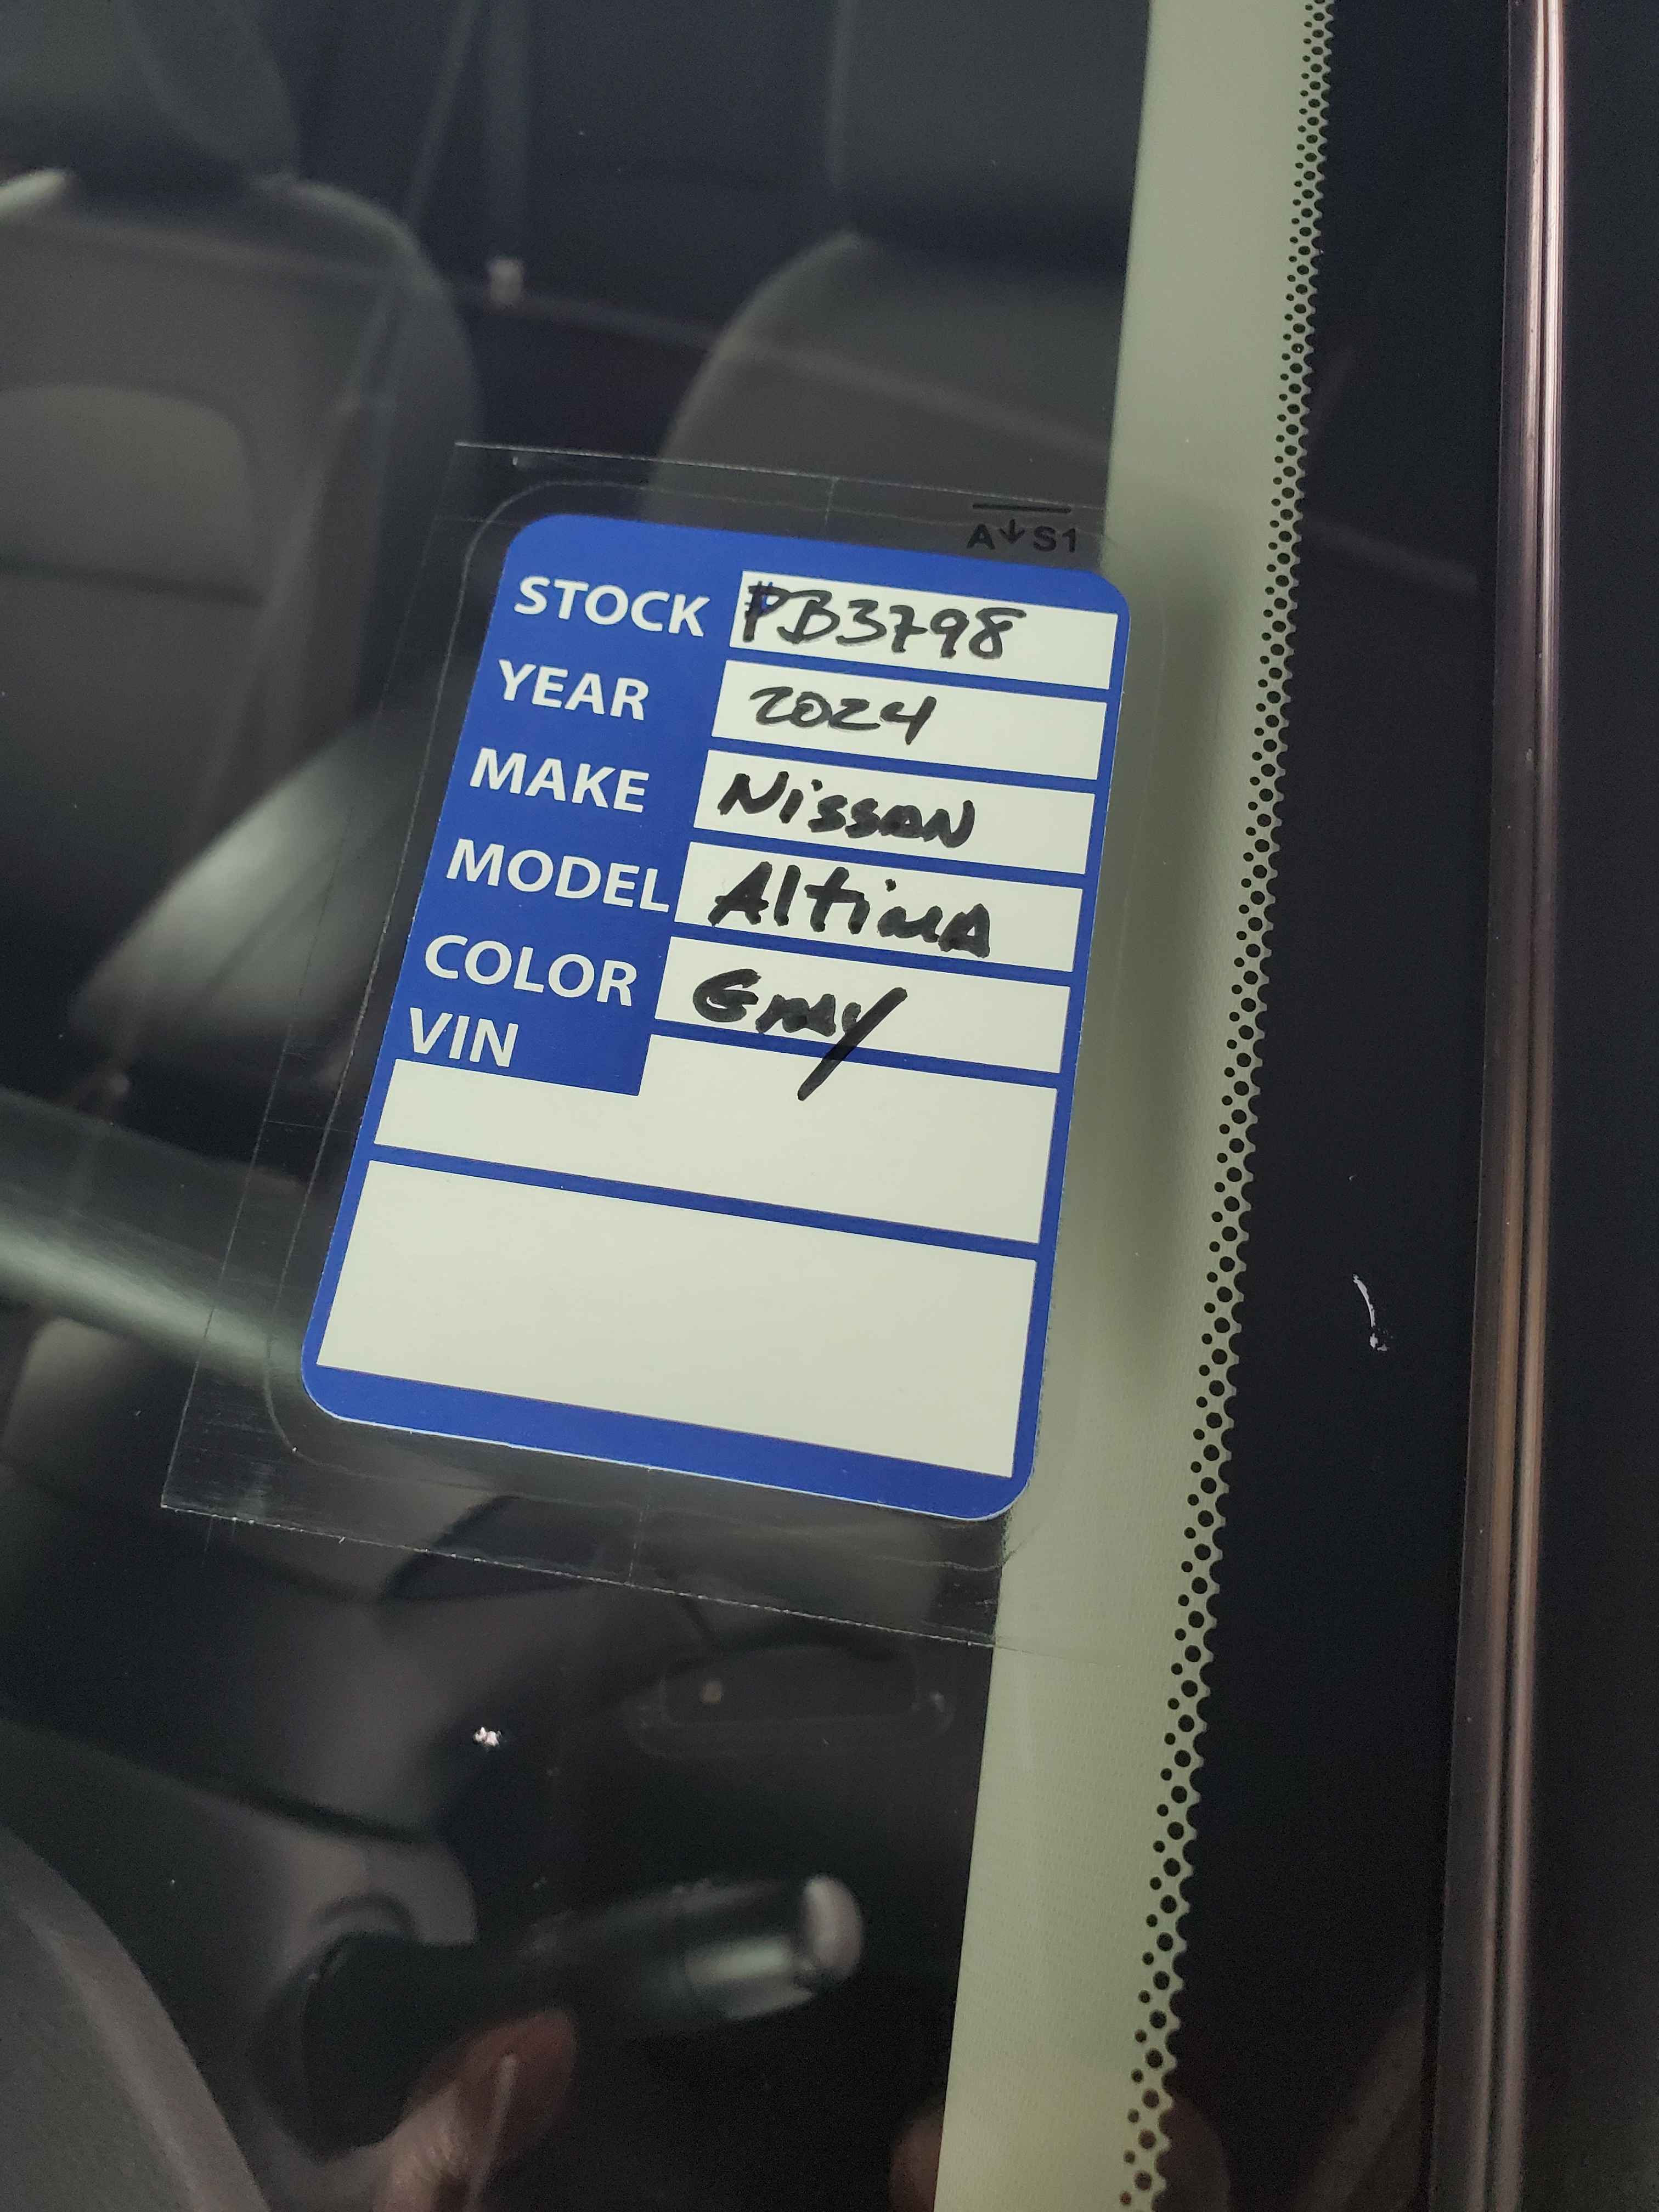 A↓S1
STOCK #PB3798
YEAR 2024
MAKE Nissan
MODEL Altima
COLOR Gray
VIN